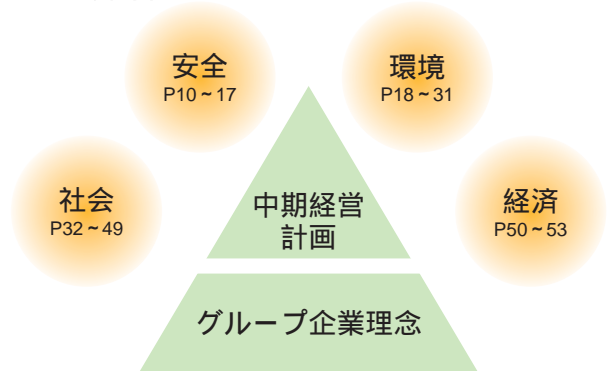 安全
P10～17
環境
P18～31
社会
P32～49
経済
P50～53
中期経営
計画
グループ企業理念